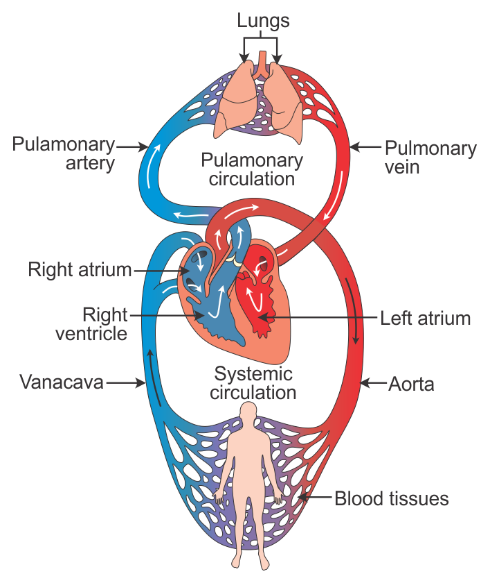 Lungs
Pulamonary
artery
Pulamonary
circulation
Pulmonary
vein
Right atrium
Right
ventricle
Left atrium
Systemic
circulation
Vanacava
Aorta
Blood tissues